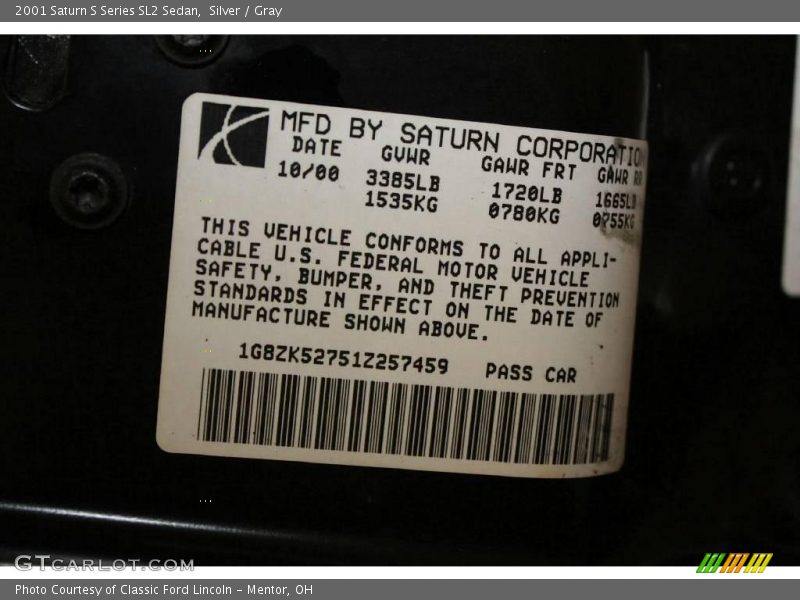 2001 Saturn S Series SL2 Sedan, Silver / Gray
MFD BY SATURN CORPORATION
DATE GVWR GAWR FRT GAWR RR
10/00 3385LB 1720LB 1665LB
1535KG 0780KG 0755KG
THIS VEHICLE CONFORMS TO ALL APPLI-
CABLE U.S. FEDERAL MOTOR VEHICLE
SAFETY, BUMPER, AND THEFT PREVENTION
STANDARDS IN EFFECT ON THE DATE OF
MANUFACTURE SHOWN ABOVE.
1G8ZK52751Z257459 PASS CAR
GTCARLOT.COM
Photo Courtesy of Classic Ford Lincoln - Mentor, OH